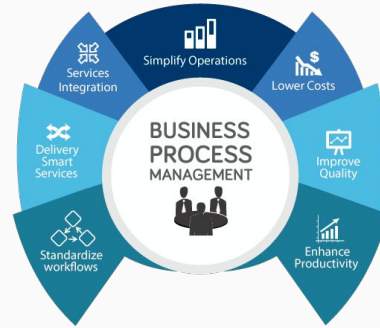 Simplify Operations
Services
Integration
$
Lower Costs
Delivery
Smart
Services
BUSINESS
PROCESS
MANAGEMENT
Improve
Quality
Standardize
workflows
Enhance
Productivity